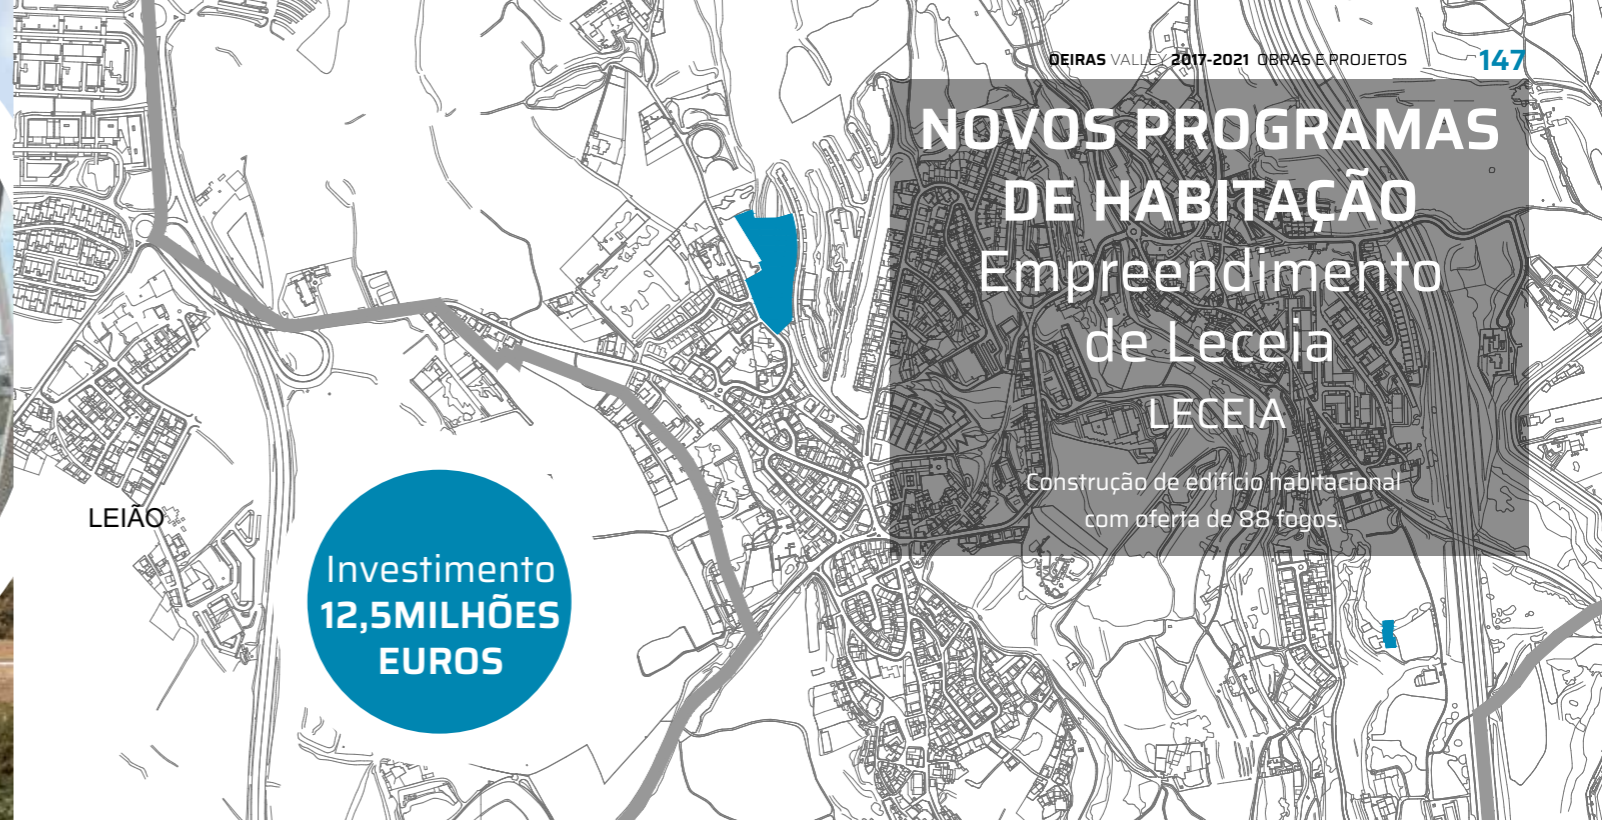 OEIRAS VALLEY 2017-2021 OBRAS E PROJETOS 147
NOVOS PROGRAMAS
DE HABITAÇÃO
Empreendimento
de Leceia
LECEIA
Construção de edifício habitacional
com oferta de 88 fogos.
LEIÃO
Investimento
12,5MILHÕES
EUROS